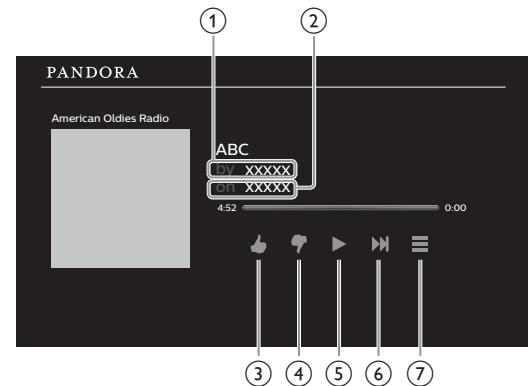 1 2
PANDORA
American Oldies Radio
ABC
by xxxxx
on xxxxx
4:52 0:00
3 4 5 6 7